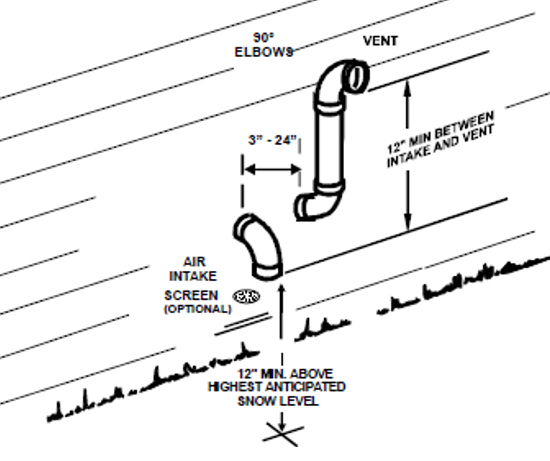 90°
ELBOWS
VENT
3" - 24"
12" MIN BETWEEN
INTAKE AND VENT
AIR
INTAKE
SCREEN
(OPTIONAL)
12" MIN. ABOVE
HIGHEST ANTICIPATED
SNOW LEVEL